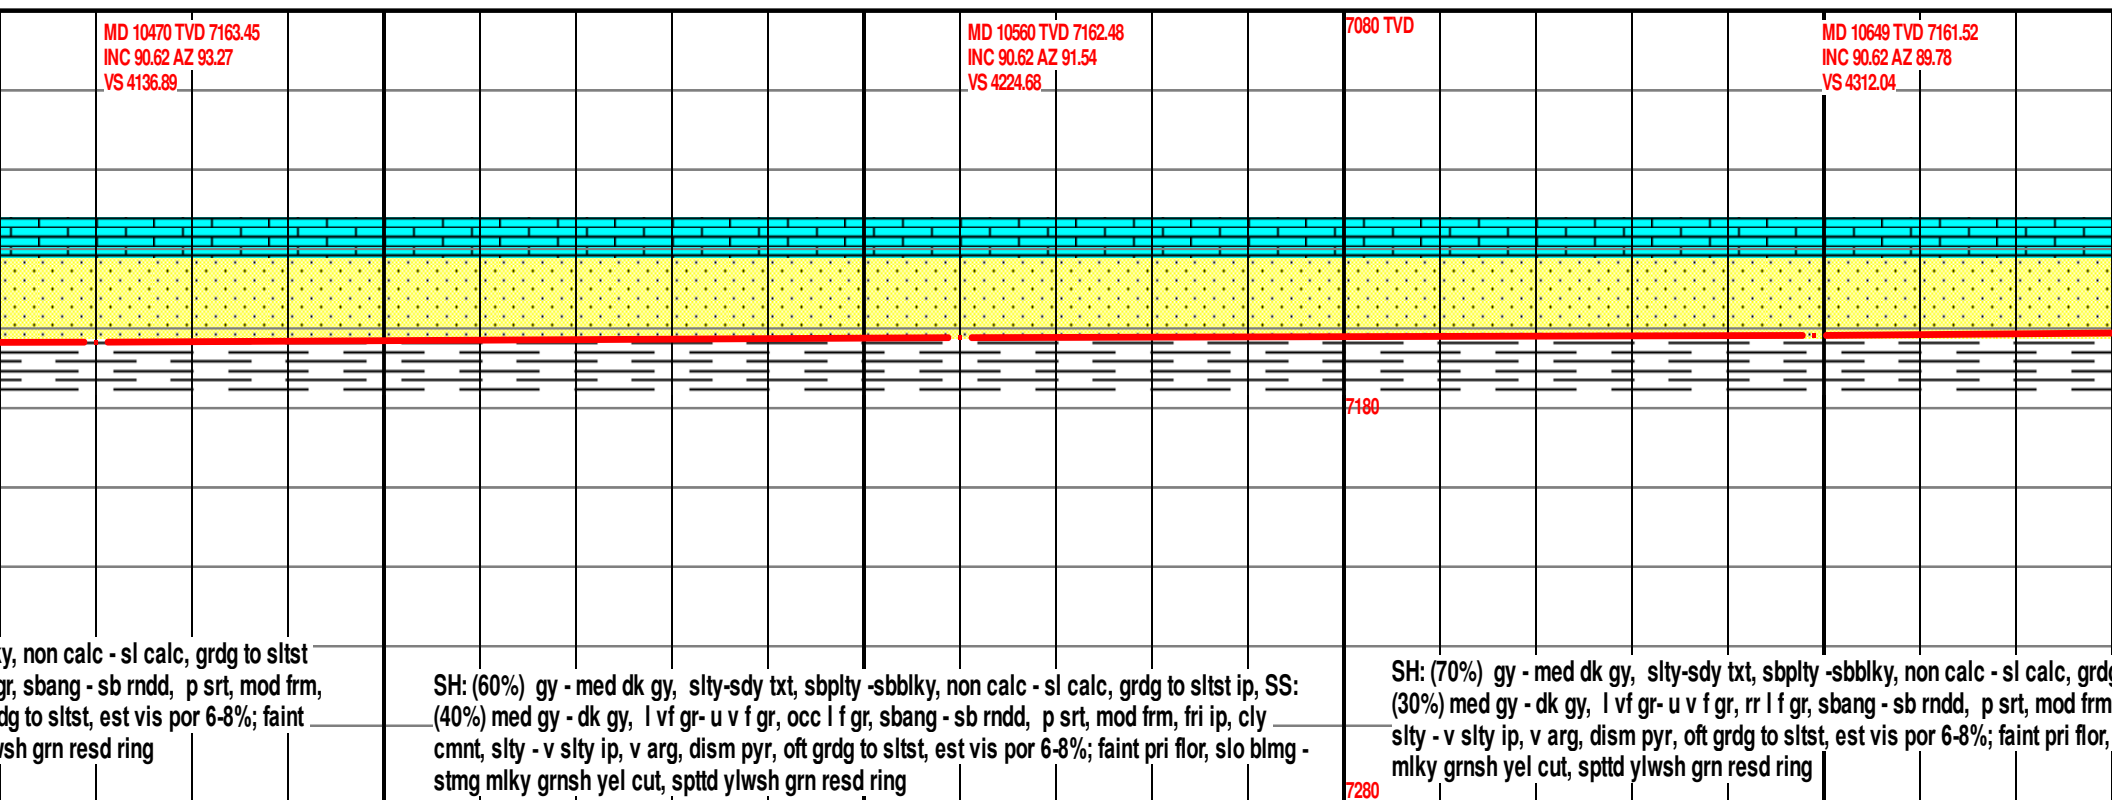 MD 10470 TVD 7163.45
INC 90.62 AZ 93.27
VS 4136.89
MD 10560 TVD 7162.48
INC 90.62 AZ 91.54
VS 4224.68
7080 TVD
MD 10649 TVD 7161.52
INC 90.62 AZ 89.78
VS 4312.04
7180
non calc - sl calc, grdg to sltst
gr, sbang - sb rndd, p srt, mod frm,
to sltst, est vis por 6-8%; faint
grn resd ring
SH: (60%) gy - med dk gy, slty-sdy txt, sbplty -sbblky, non calc - sl calc, grdg to sltst ip, SS:
(40%) med gy - dk gy, l vf gr- u v f gr, occ l f gr, sbang - sb rndd, p srt, mod frm, fri ip, cly
cmnt, slty - v slty ip, v arg, dism pyr, oft grdg to sltst, est vis por 6-8%; faint pri flor, slo blmg -
stmg mlky grnsh yel cut, spttd ylwsh grn resd ring
SH: (70%) gy - med dk gy, slty-sdy txt, sbplty -sbblky, non calc - sl calc, grdg
(30%) med gy - dk gy, l vf gr- u v f gr, rr l f gr, sbang - sb rndd, p srt, mod frm
slty - v slty ip, v arg, dism pyr, oft grdg to sltst, est vis por 6-8%; faint pri flor,
mlky grnsh yel cut, spttd ylwsh grn resd ring
7280